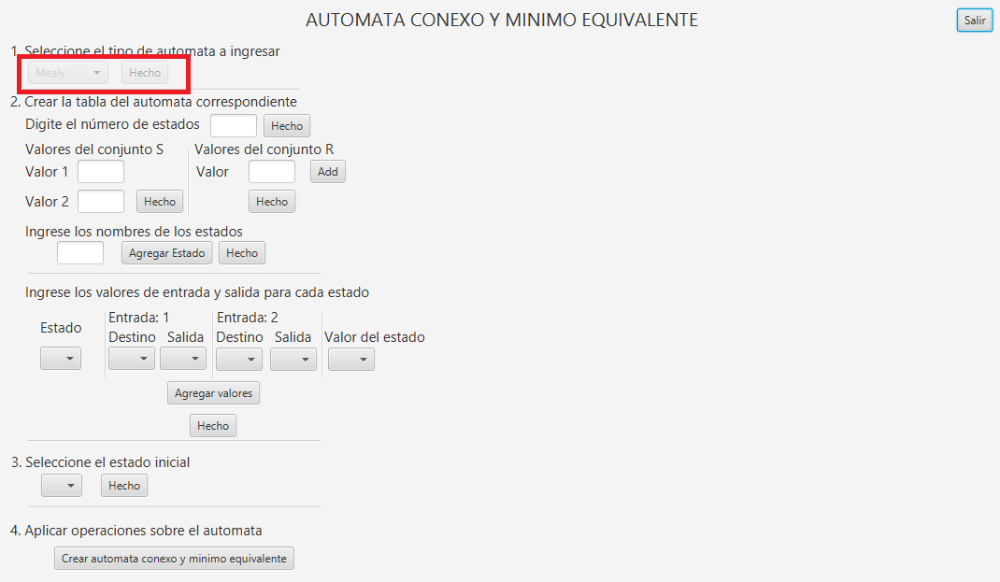 AUTOMATA CONEXO Y MINIMO EQUIVALENTE
Salir
1. Seleccione el tipo de automata a ingresar
Mealy Hecho
2. Crear la tabla del automata correspondiente
Digite el número de estados Hecho
Valores del conjunto S Valores del conjunto R
Valor 1 Valor Add
Valor 2 Hecho Hecho
Ingrese los nombres de los estados
Agregar Estado Hecho
Ingrese los valores de entrada y salida para cada estado
Estado Entrada: 1 Entrada: 2
Destino Salida Destino Salida Valor del estado
Agregar valores
Hecho
3. Seleccione el estado inicial
Hecho
4. Aplicar operaciones sobre el automata
Crear automata conexo y minimo equivalente